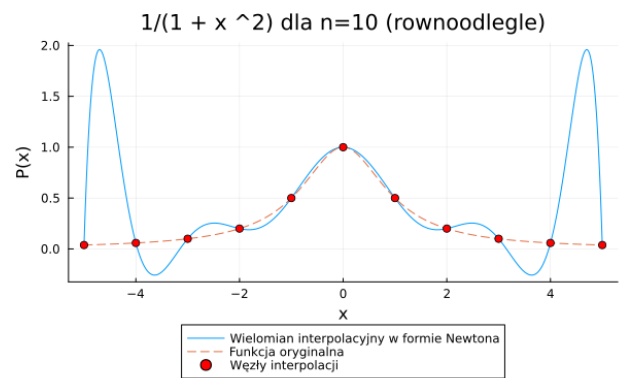 1/(1 + x ^2) dla n=10 (rownoodlegle)
2.0
1.5
1.0
0.5
0.0
P(x)
−4 −2 0 2 4
x
Wielomian interpolacyjny w formie Newtona
Funkcja oryginalna
Węzły interpolacji